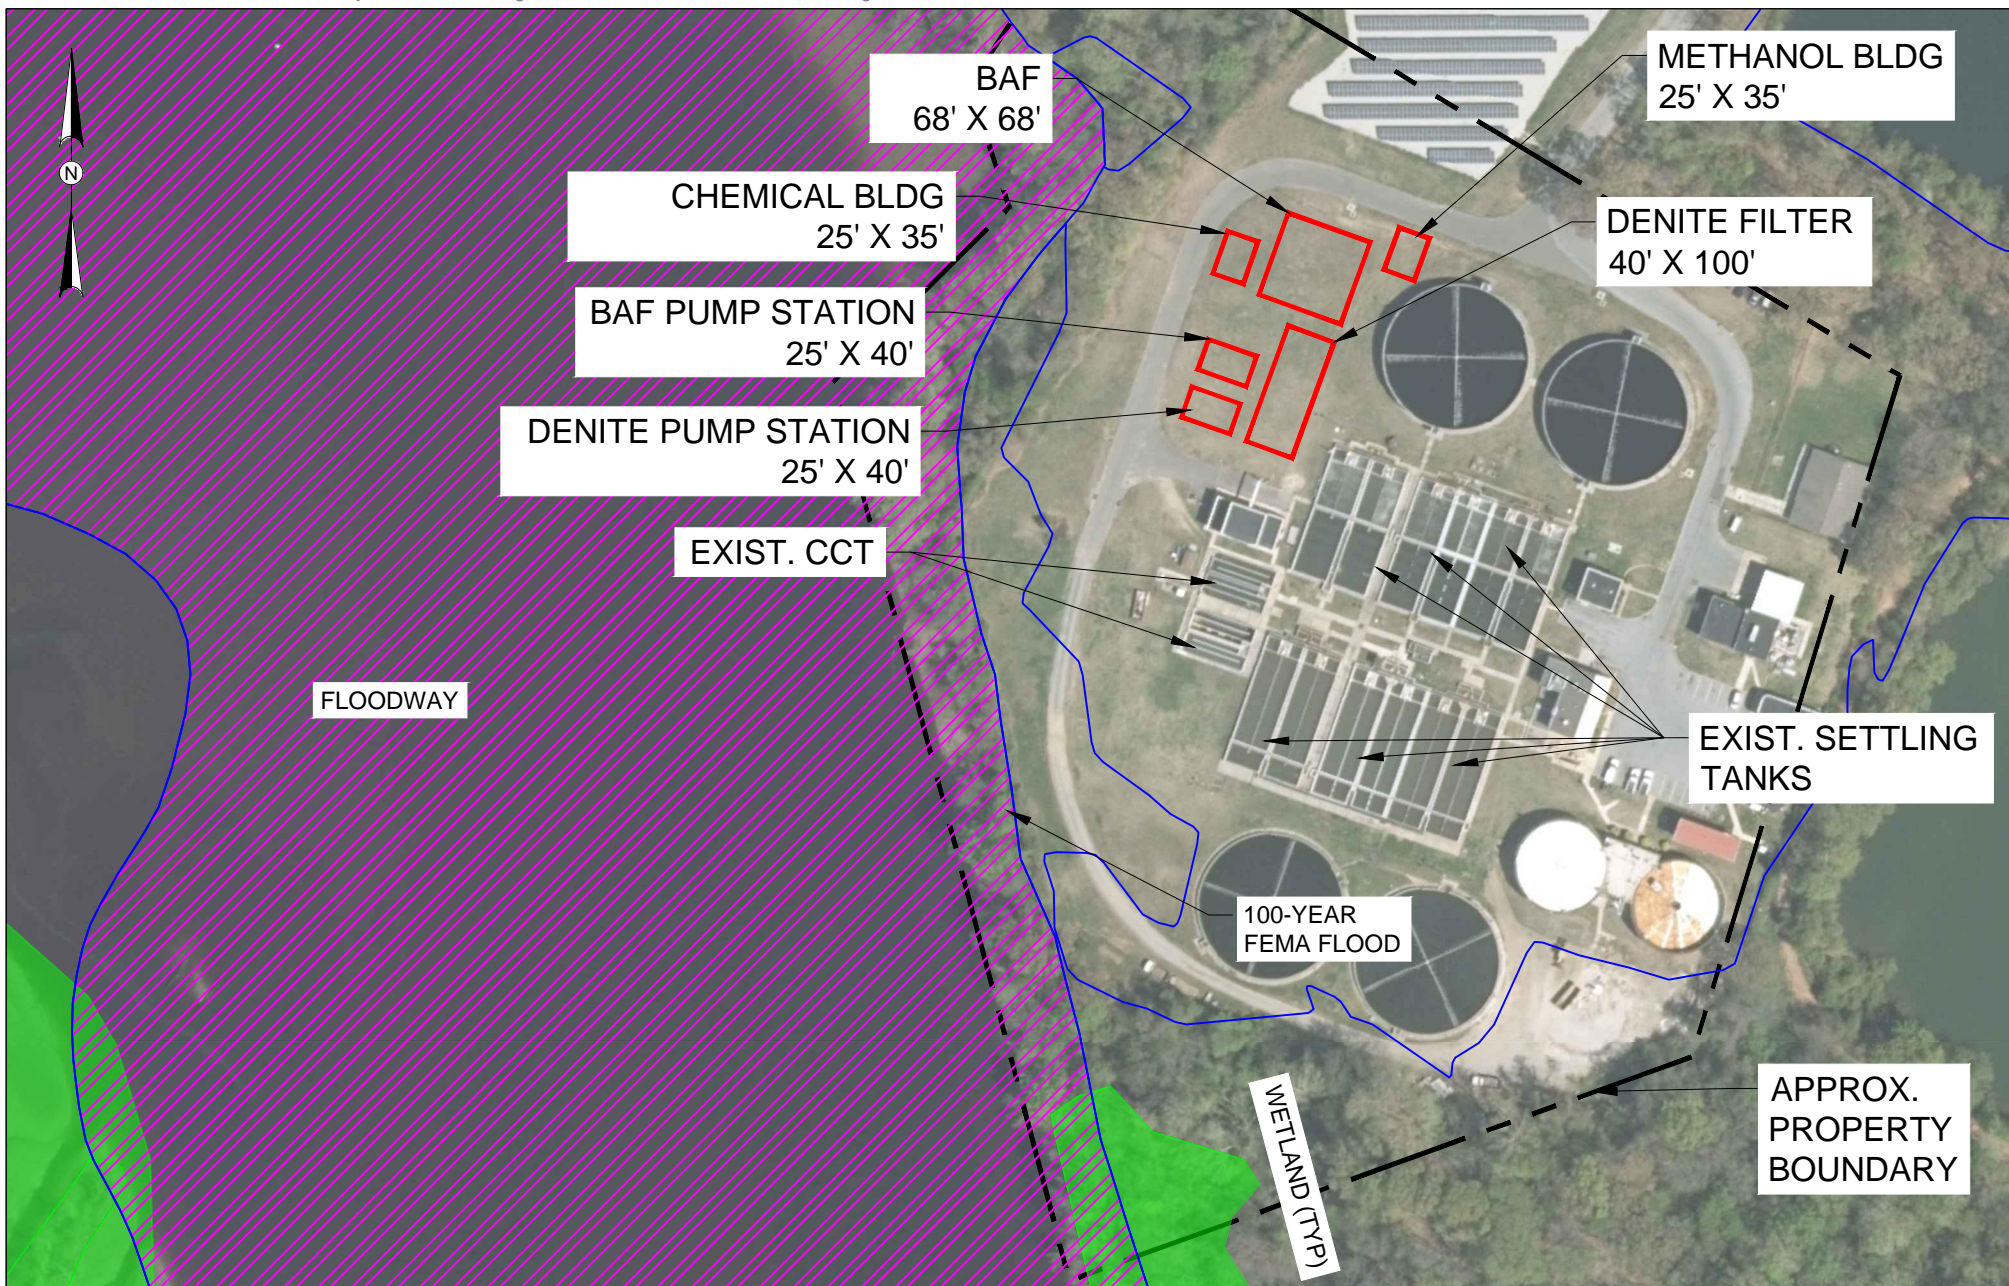 BAF
68' X 68'
METHANOL BLDG
25' X 35'
CHEMICAL BLDG
25' X 35'
DENITE FILTER
40' X 100'
N
BAF PUMP STATION
25' X 40'
DENITE PUMP STATION
25' X 40'
EXIST. CCT
FLOODWAY
EXIST. SETTLING
TANKS
100-YEAR
FEMA FLOOD
WETLAND (TYP)
APPROX.
PROPERTY
BOUNDARY